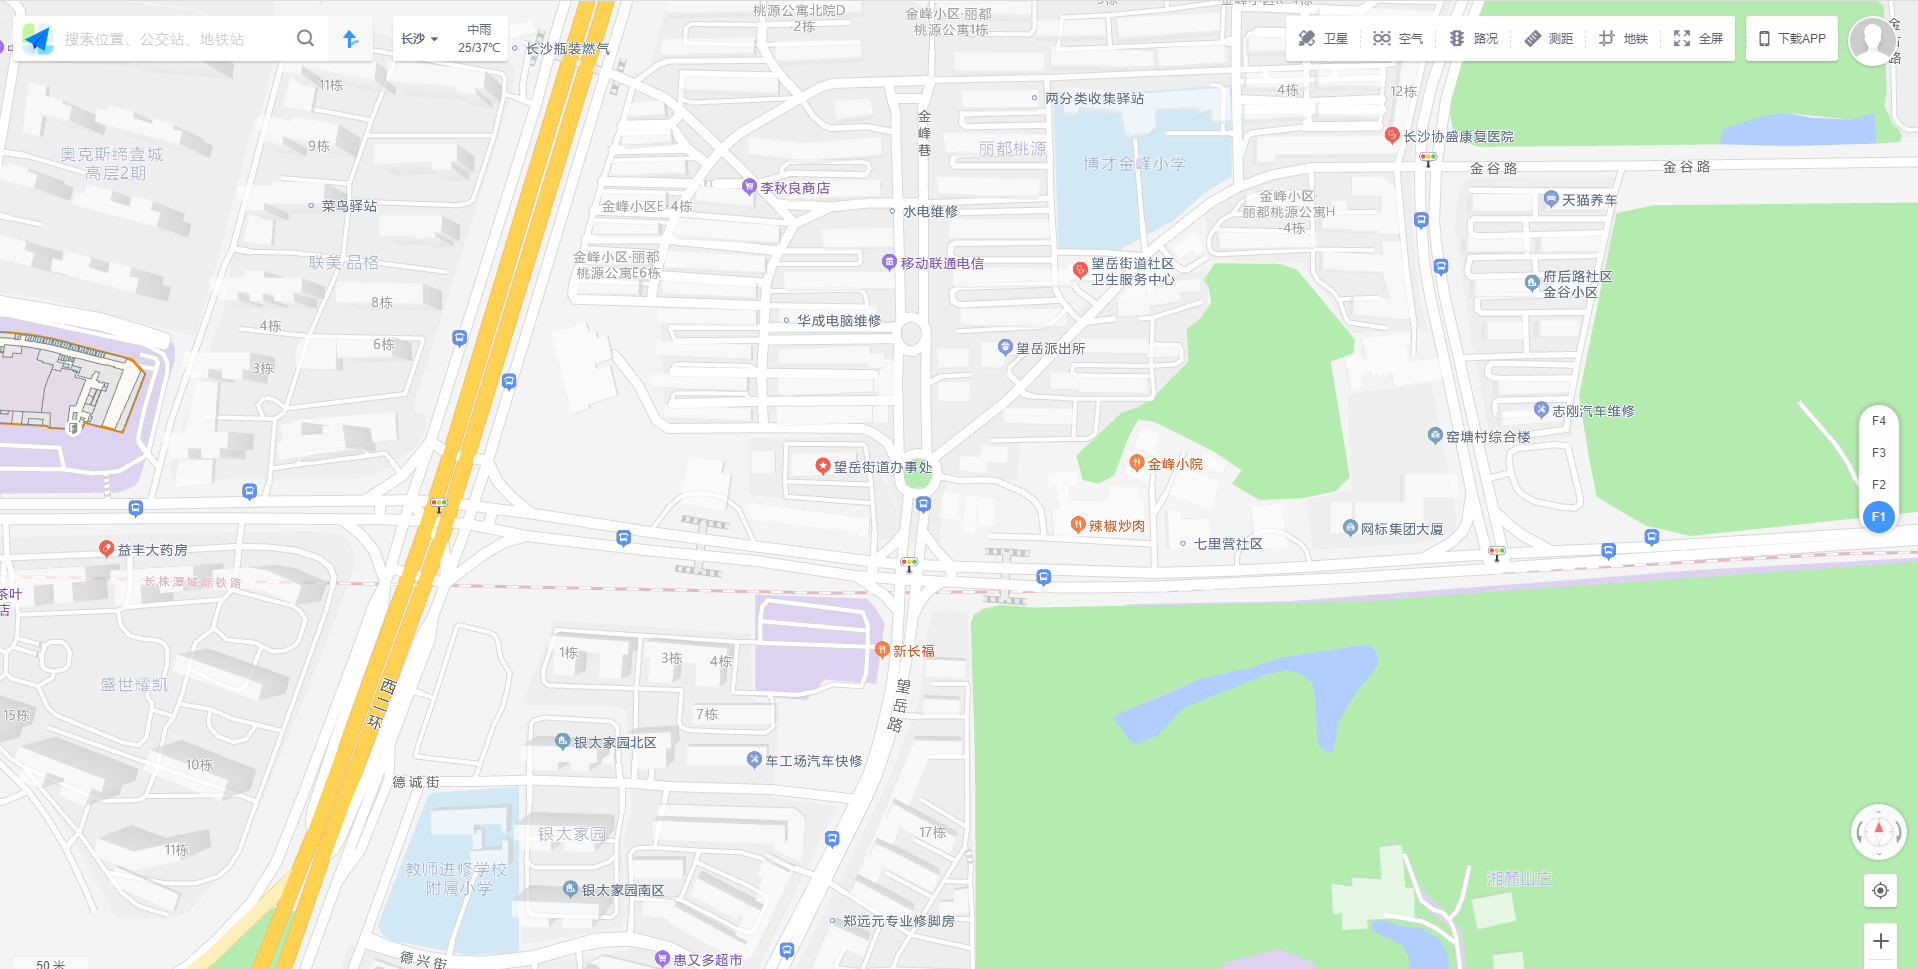 搜索位置、公交站、地铁站
长沙
中雨
25/37℃
长沙瓶装燃气
桃源公寓北院D
-2栋
金峰小区·丽都
桃源公寓1栋
卫星
空气
路况
测距
地铁
全屏
下载APP
11栋
9栋
奥克斯缔壹城
高层2期
菜鸟驿站
联美·品格
8栋
4栋
6栋
3栋
金峰巷
两分类收集驿站
丽都桃源
博才金峰小学
4栋
12栋
长沙协盛康复医院
金谷路
金谷路
李秋良商店
金峰小区E-4栋
水电维修
金峰小区·
丽都桃源公寓H
-4栋
天猫养车
金峰小区·丽都
桃源公寓E6栋
移动联通电信
望岳街道社区
卫生服务中心
府后路社区
金谷小区
华成电脑维修
望岳派出所
志刚汽车维修
窑塘村综合楼
F4
F3
F2
F1
望岳街道办事处
金峰小院
辣椒炒肉
七里营社区
网标集团大厦
益丰大药房
长株潭城际铁路
茶叶
店
盛世耀凯
15栋
10栋
11栋
西二环
1栋
3栋
4栋
7栋
新长福
望岳路
银太家园北区
车工场汽车快修
德诚街
银太家园
教师进修学校
附属小学
银太家园南区
17栋
郑远元专业修脚房
湘麓山庄
德兴街
惠又多超市
50 米